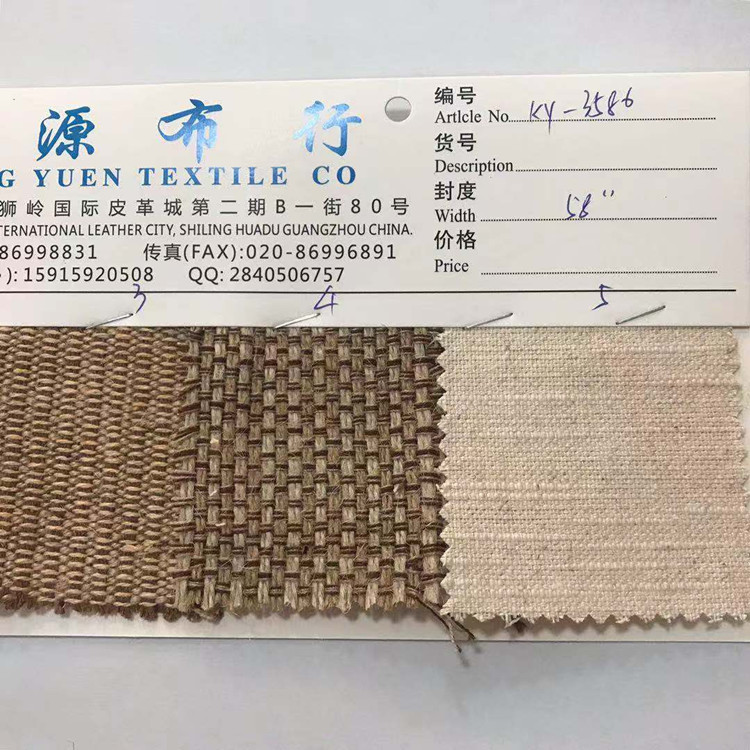 源布行
G YUEN TEXTILE CO
狮岭国际皮革城第二期B一街80号
TERNATIONAL LEATHER CITY, SHILING HUADU GUANGZHOU CHINA.
86998831 传真(FAX):020-86996891
): 15915920508 QQ: 2840506757
编号
Artlcle No. KY-3586
货号
Description
封度
Width 58"
价格
Price
3 4 5